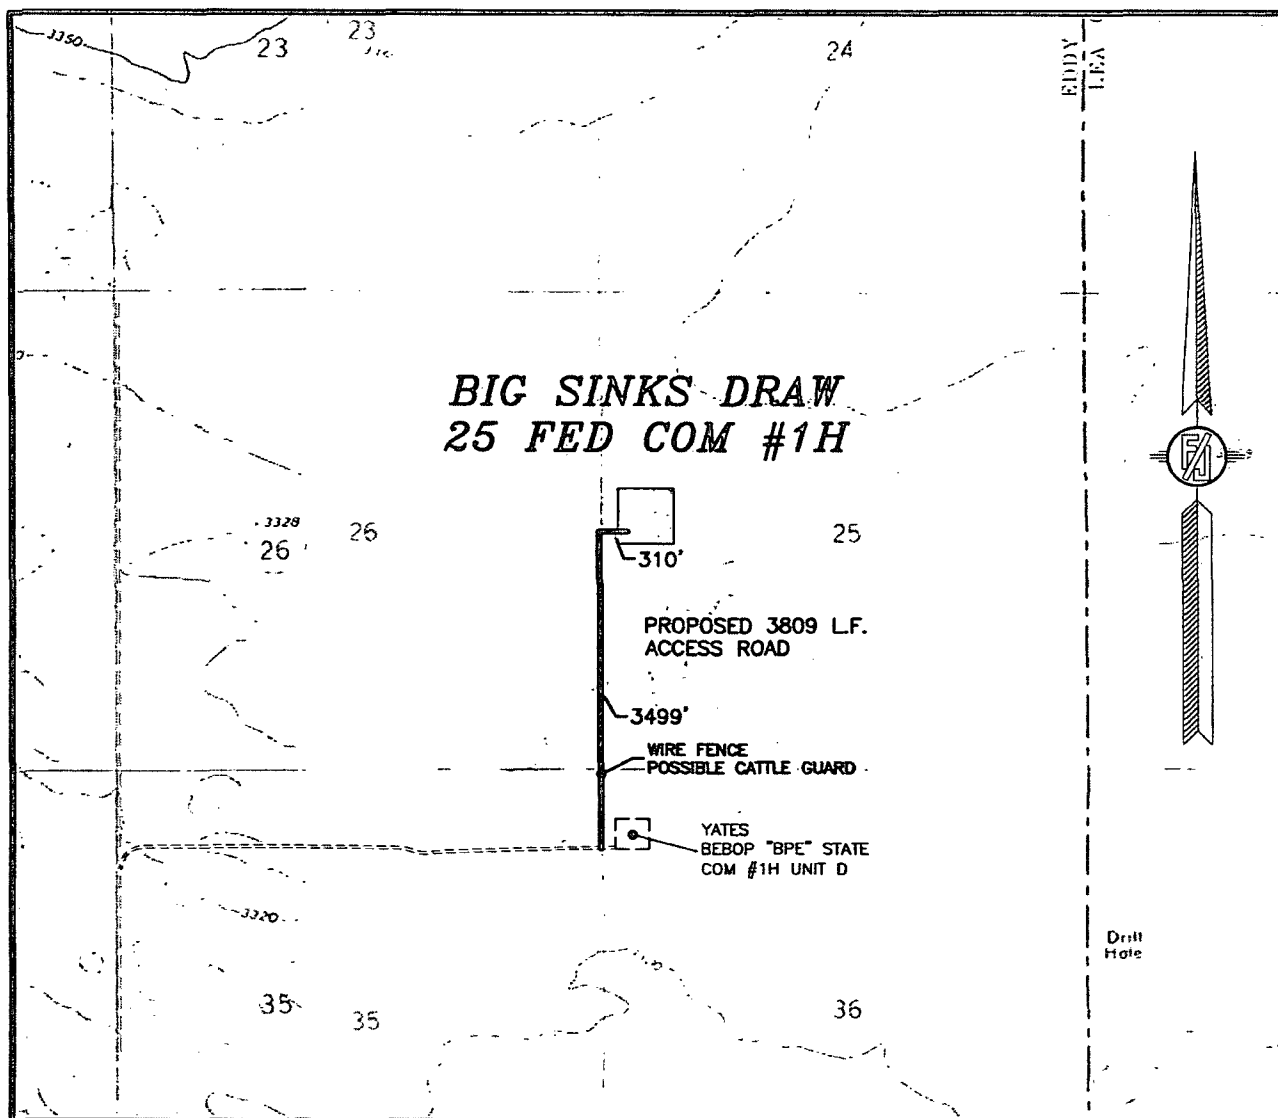 3350
23
23
24
EDDY
LEA
BIG SINKS DRAW
25 FED COM #1H
3328
26
26
25
310'
PROPOSED 3809 L.F.
ACCESS ROAD
3499'
WIRE FENCE
POSSIBLE CATTLE GUARD
YATES
BEBOP "BPE" STATE
COM #1H UNIT D
3320
Drill
Hole
35
35
36